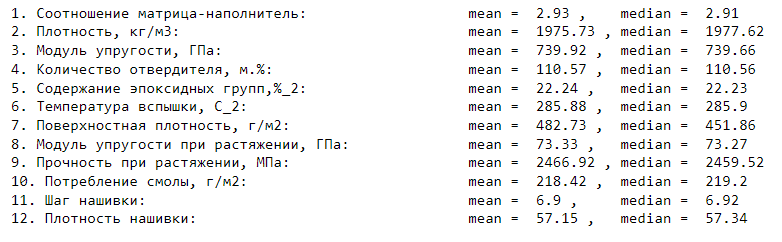 1. Соотношение матрица-наполнитель: mean = 2.93 , median = 2.91
2. Плотность, кг/м3: mean = 1975.73 , median = 1977.62
3. Модуль упругости, ГПа: mean = 739.92 , median = 739.66
4. Количество отвердителя, м.%: mean = 110.57 , median = 110.56
5. Содержание эпоксидных групп,%_2: mean = 22.24 , median = 22.23
6. Температура вспышки, С_2: mean = 285.88 , median = 285.9
7. Поверхностная плотность, г/м2: mean = 482.73 , median = 451.86
8. Модуль упругости при растяжении, ГПа: mean = 73.33 , median = 73.27
9. Прочность при растяжении, МПа: mean = 2466.92 , median = 2459.52
10. Потребление смолы, г/м2: mean = 218.42 , median = 219.2
11. Шаг нашивки: mean = 6.9 , median = 6.92
12. Плотность нашивки: mean = 57.15 , median = 57.34